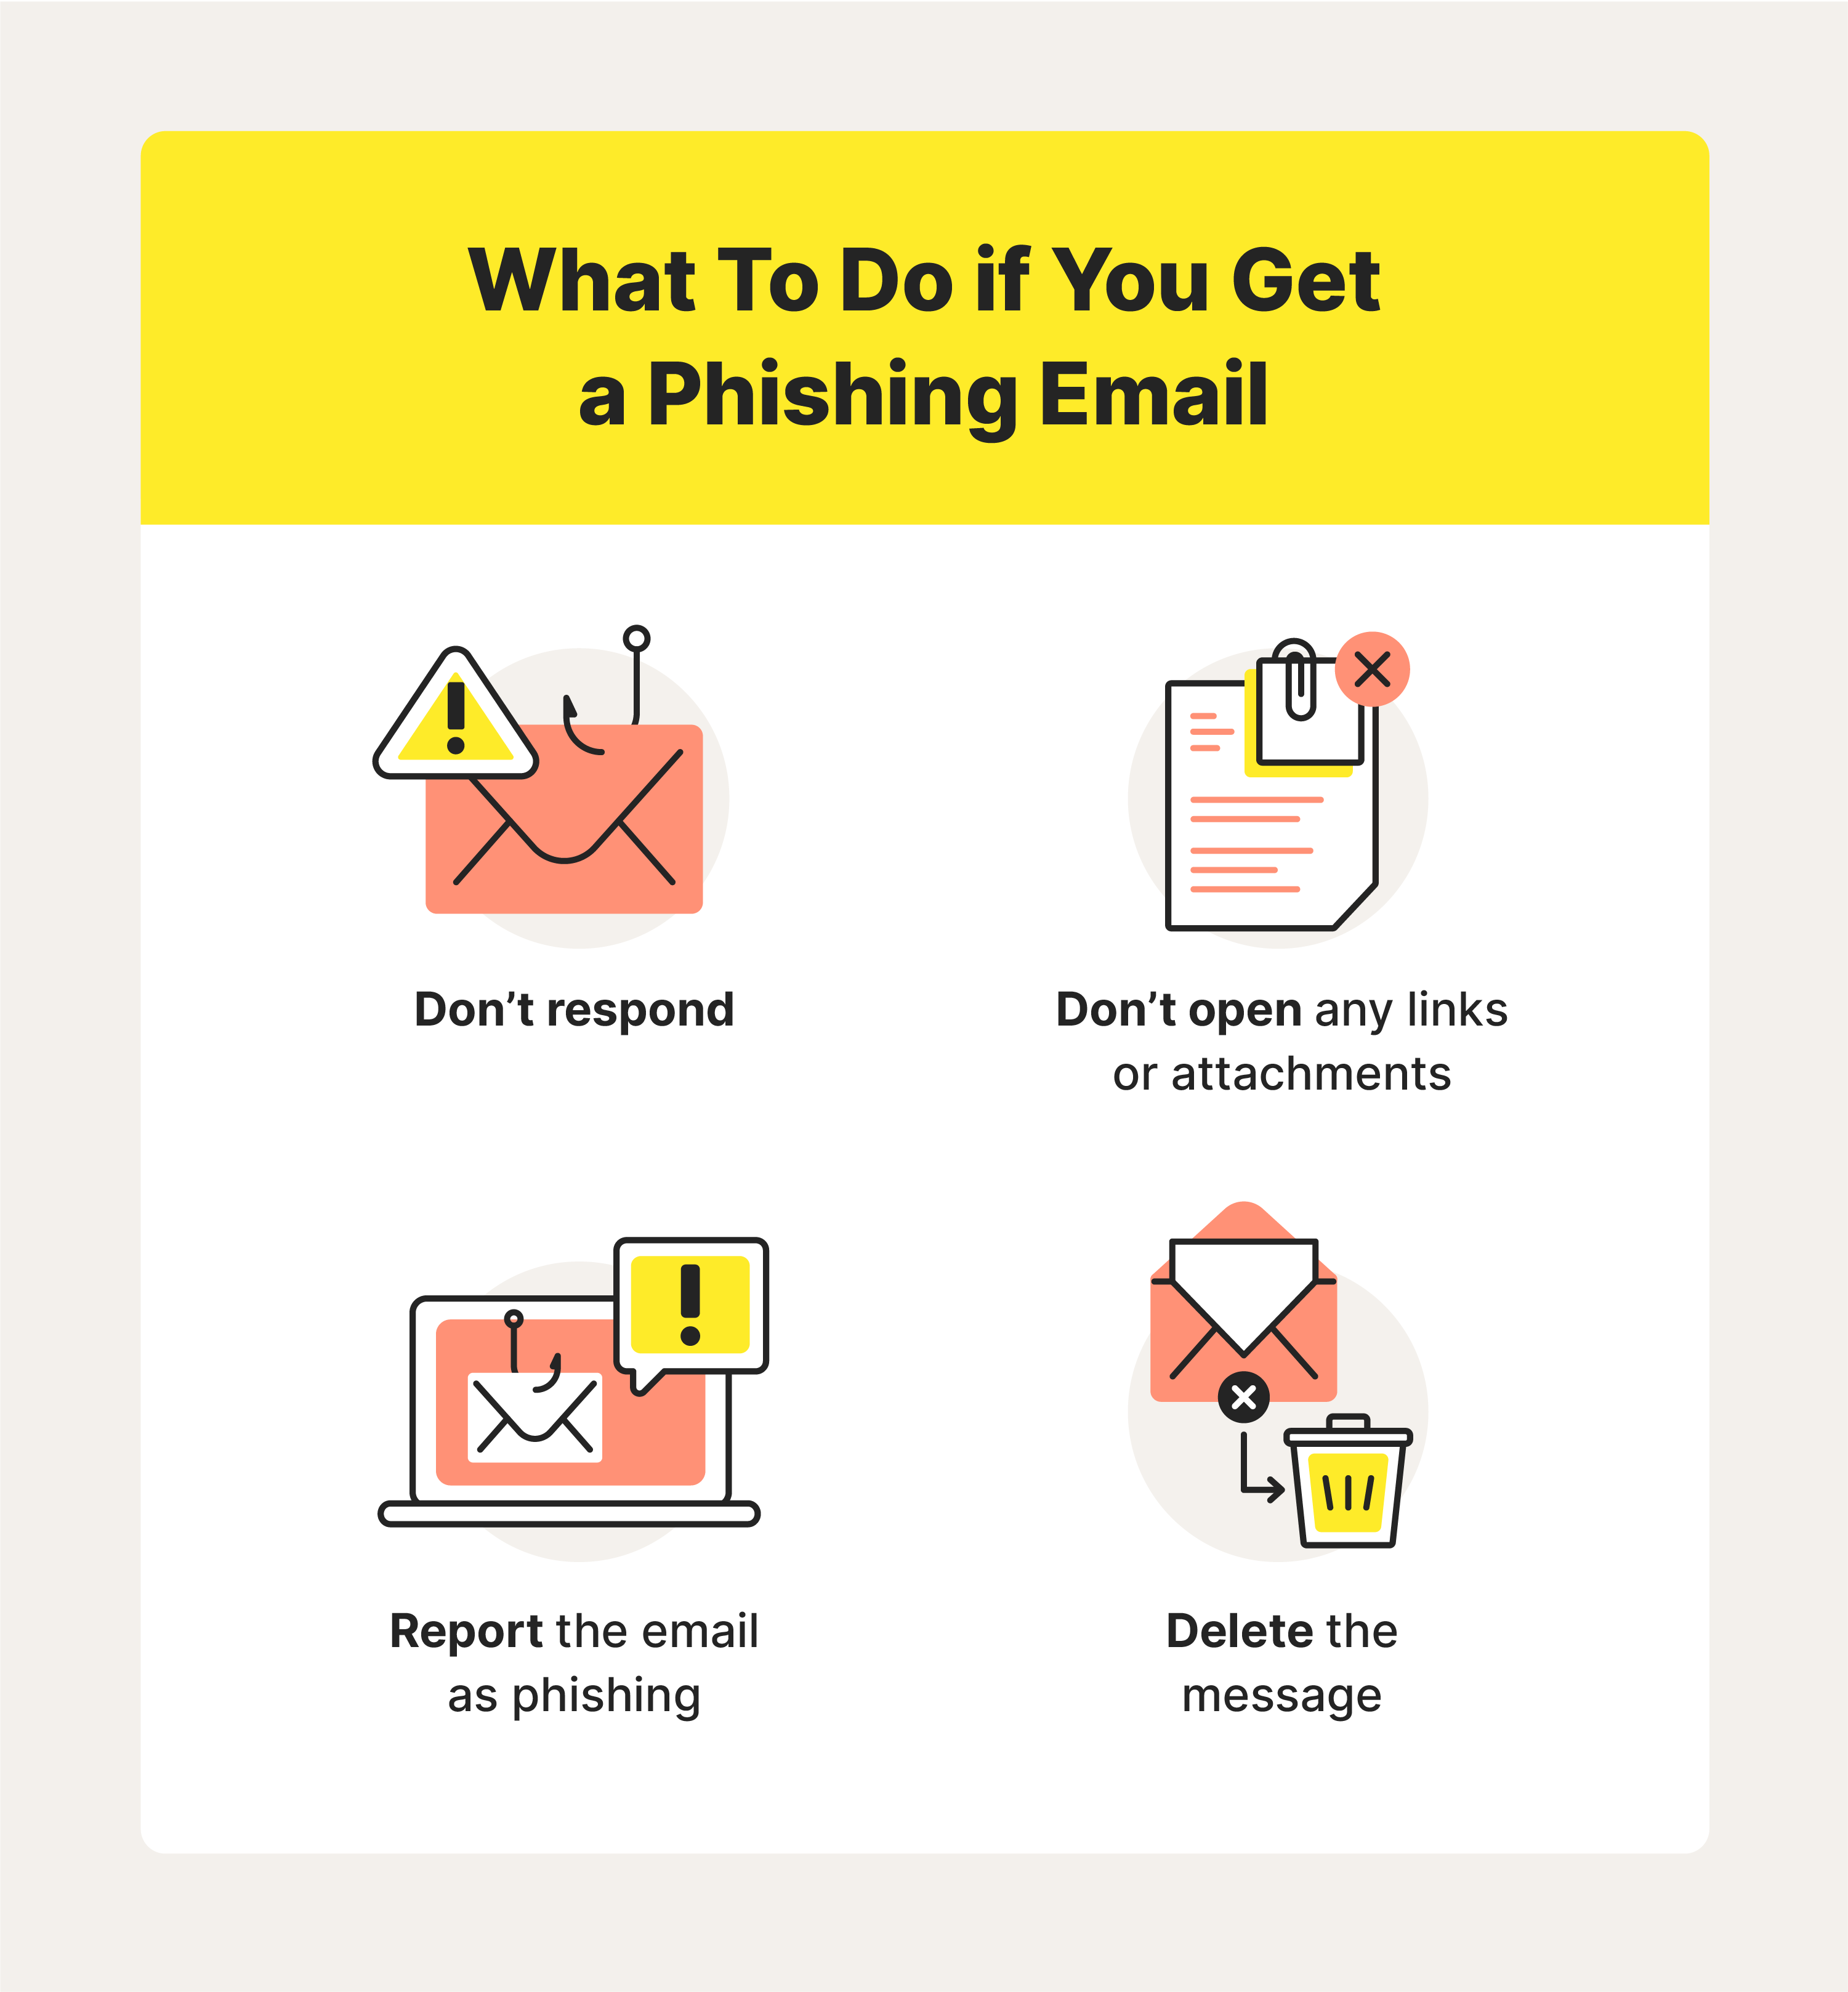 What To Do if You Get
a Phishing Email
Don’t respond
Don’t open any links
or attachments
Report the email
as phishing
Delete the
message